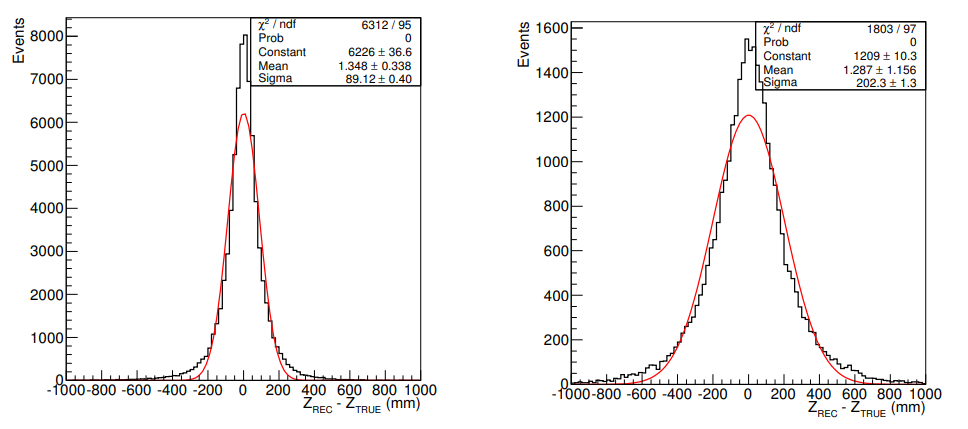 Events
8000
7000
6000
5000
4000
3000
2000
1000
0
-1000-800 -600 -400 -200 0 200 400 600 800 1000
Z_REC - Z_TRUE (mm)
χ² / ndf 6312 / 95
Prob 0
Constant 6226 ± 36.6
Mean 1.348 ± 0.338
Sigma 89.12 ± 0.40
Events
1600
1400
1200
1000
800
600
400
200
0
-1000-800 -600 -400 -200 0 200 400 600 800 1000
Z_REC - Z_TRUE (mm)
χ² / ndf 1803 / 97
Prob 0
Constant 1209 ± 10.3
Mean 1.287 ± 1.156
Sigma 202.3 ± 1.3